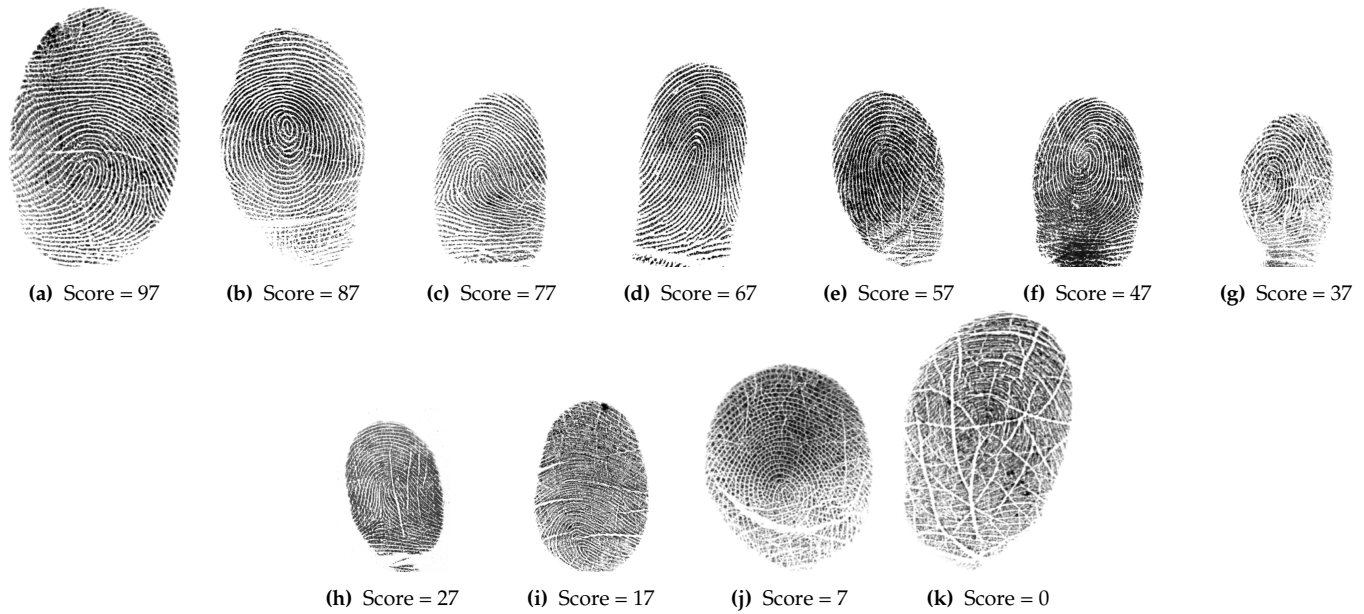 (a) Score = 97
(b) Score = 87
(c) Score = 77
(d) Score = 67
(e) Score = 57
(f) Score = 47
(g) Score = 37
(h) Score = 27
(i) Score = 17
(j) Score = 7
(k) Score = 0